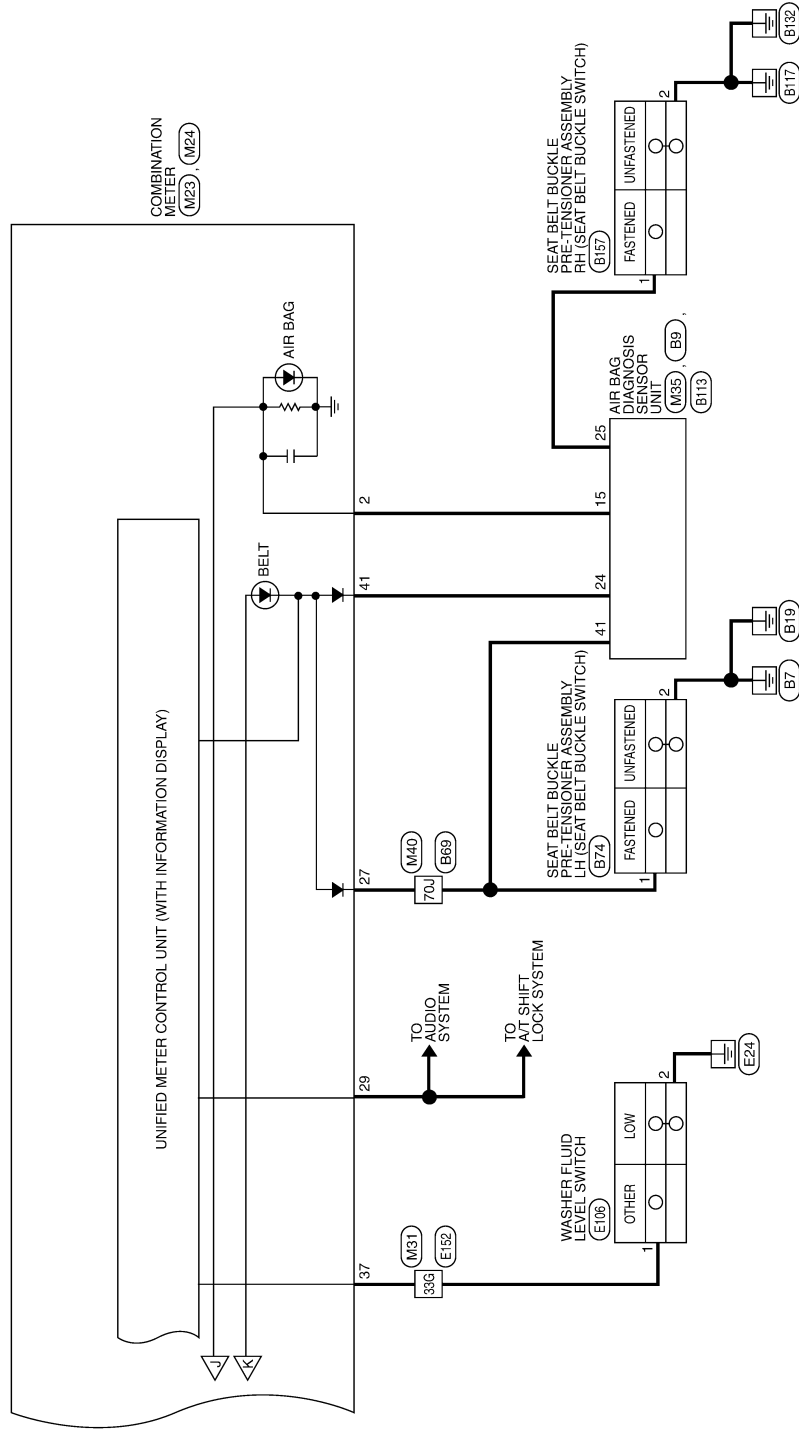 COMBINATION
METER
M23 , M24
UNIFIED METER CONTROL UNIT (WITH INFORMATION DISPLAY)
J
K
BELT
AIR BAG
37
29
27
41
2
M31
33G
E152
TO
AUDIO
SYSTEM
TO
A/T SHIFT
LOCK SYSTEM
M40
70J
B69
WASHER FLUID
LEVEL SWITCH
E106
OTHER
LOW
1
2
E24
SEAT BELT BUCKLE
PRE-TENSIONER ASSEMBLY
LH (SEAT BELT BUCKLE SWITCH)
B74
FASTENED
UNFASTENED
1
2
B7
B19
41
24
15
25
AIR BAG
DIAGNOSIS
SENSOR
UNIT
M35 , B9 ,
B113
SEAT BELT BUCKLE
PRE-TENSIONER ASSEMBLY
RH (SEAT BELT BUCKLE SWITCH)
B157
FASTENED
UNFASTENED
1
2
B117
B132